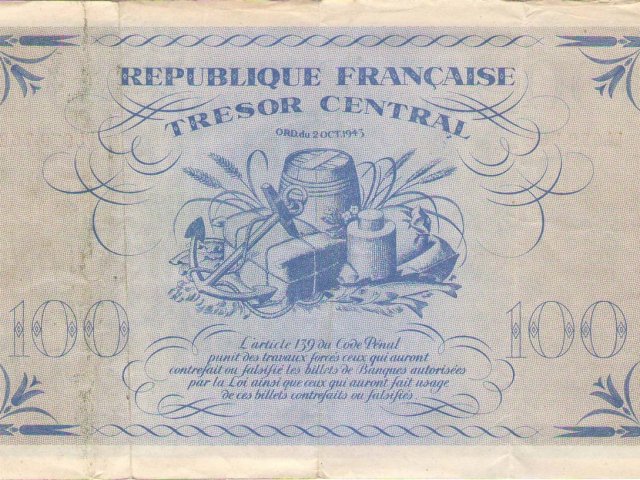 REPUBLIQUE FRANÇAISE
TRESOR CENTRAL
ORD. du 2 OCT. 1943
100
100
L'article 139 du Code Pénal
punit des travaux forcés ceux qui auront
contrefait ou falsifié les billets de Banques autorisées
par la Loi ainsi que ceux qui auront fait usage
de ces billets contrefaits ou falsifiés